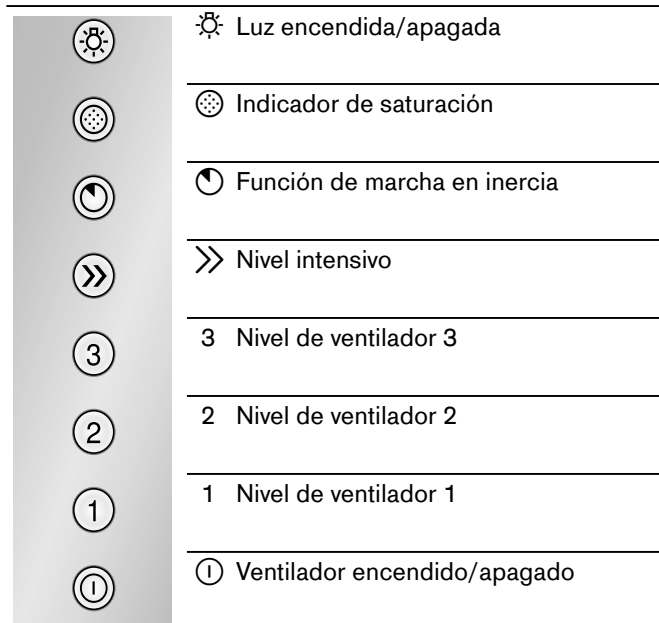 Luz encendida/apagada
Indicador de saturación
Función de marcha en inercia
Nivel intensivo
3 3 Nivel de ventilador 3
2 2 Nivel de ventilador 2
1 1 Nivel de ventilador 1
Ventilador encendido/apagado